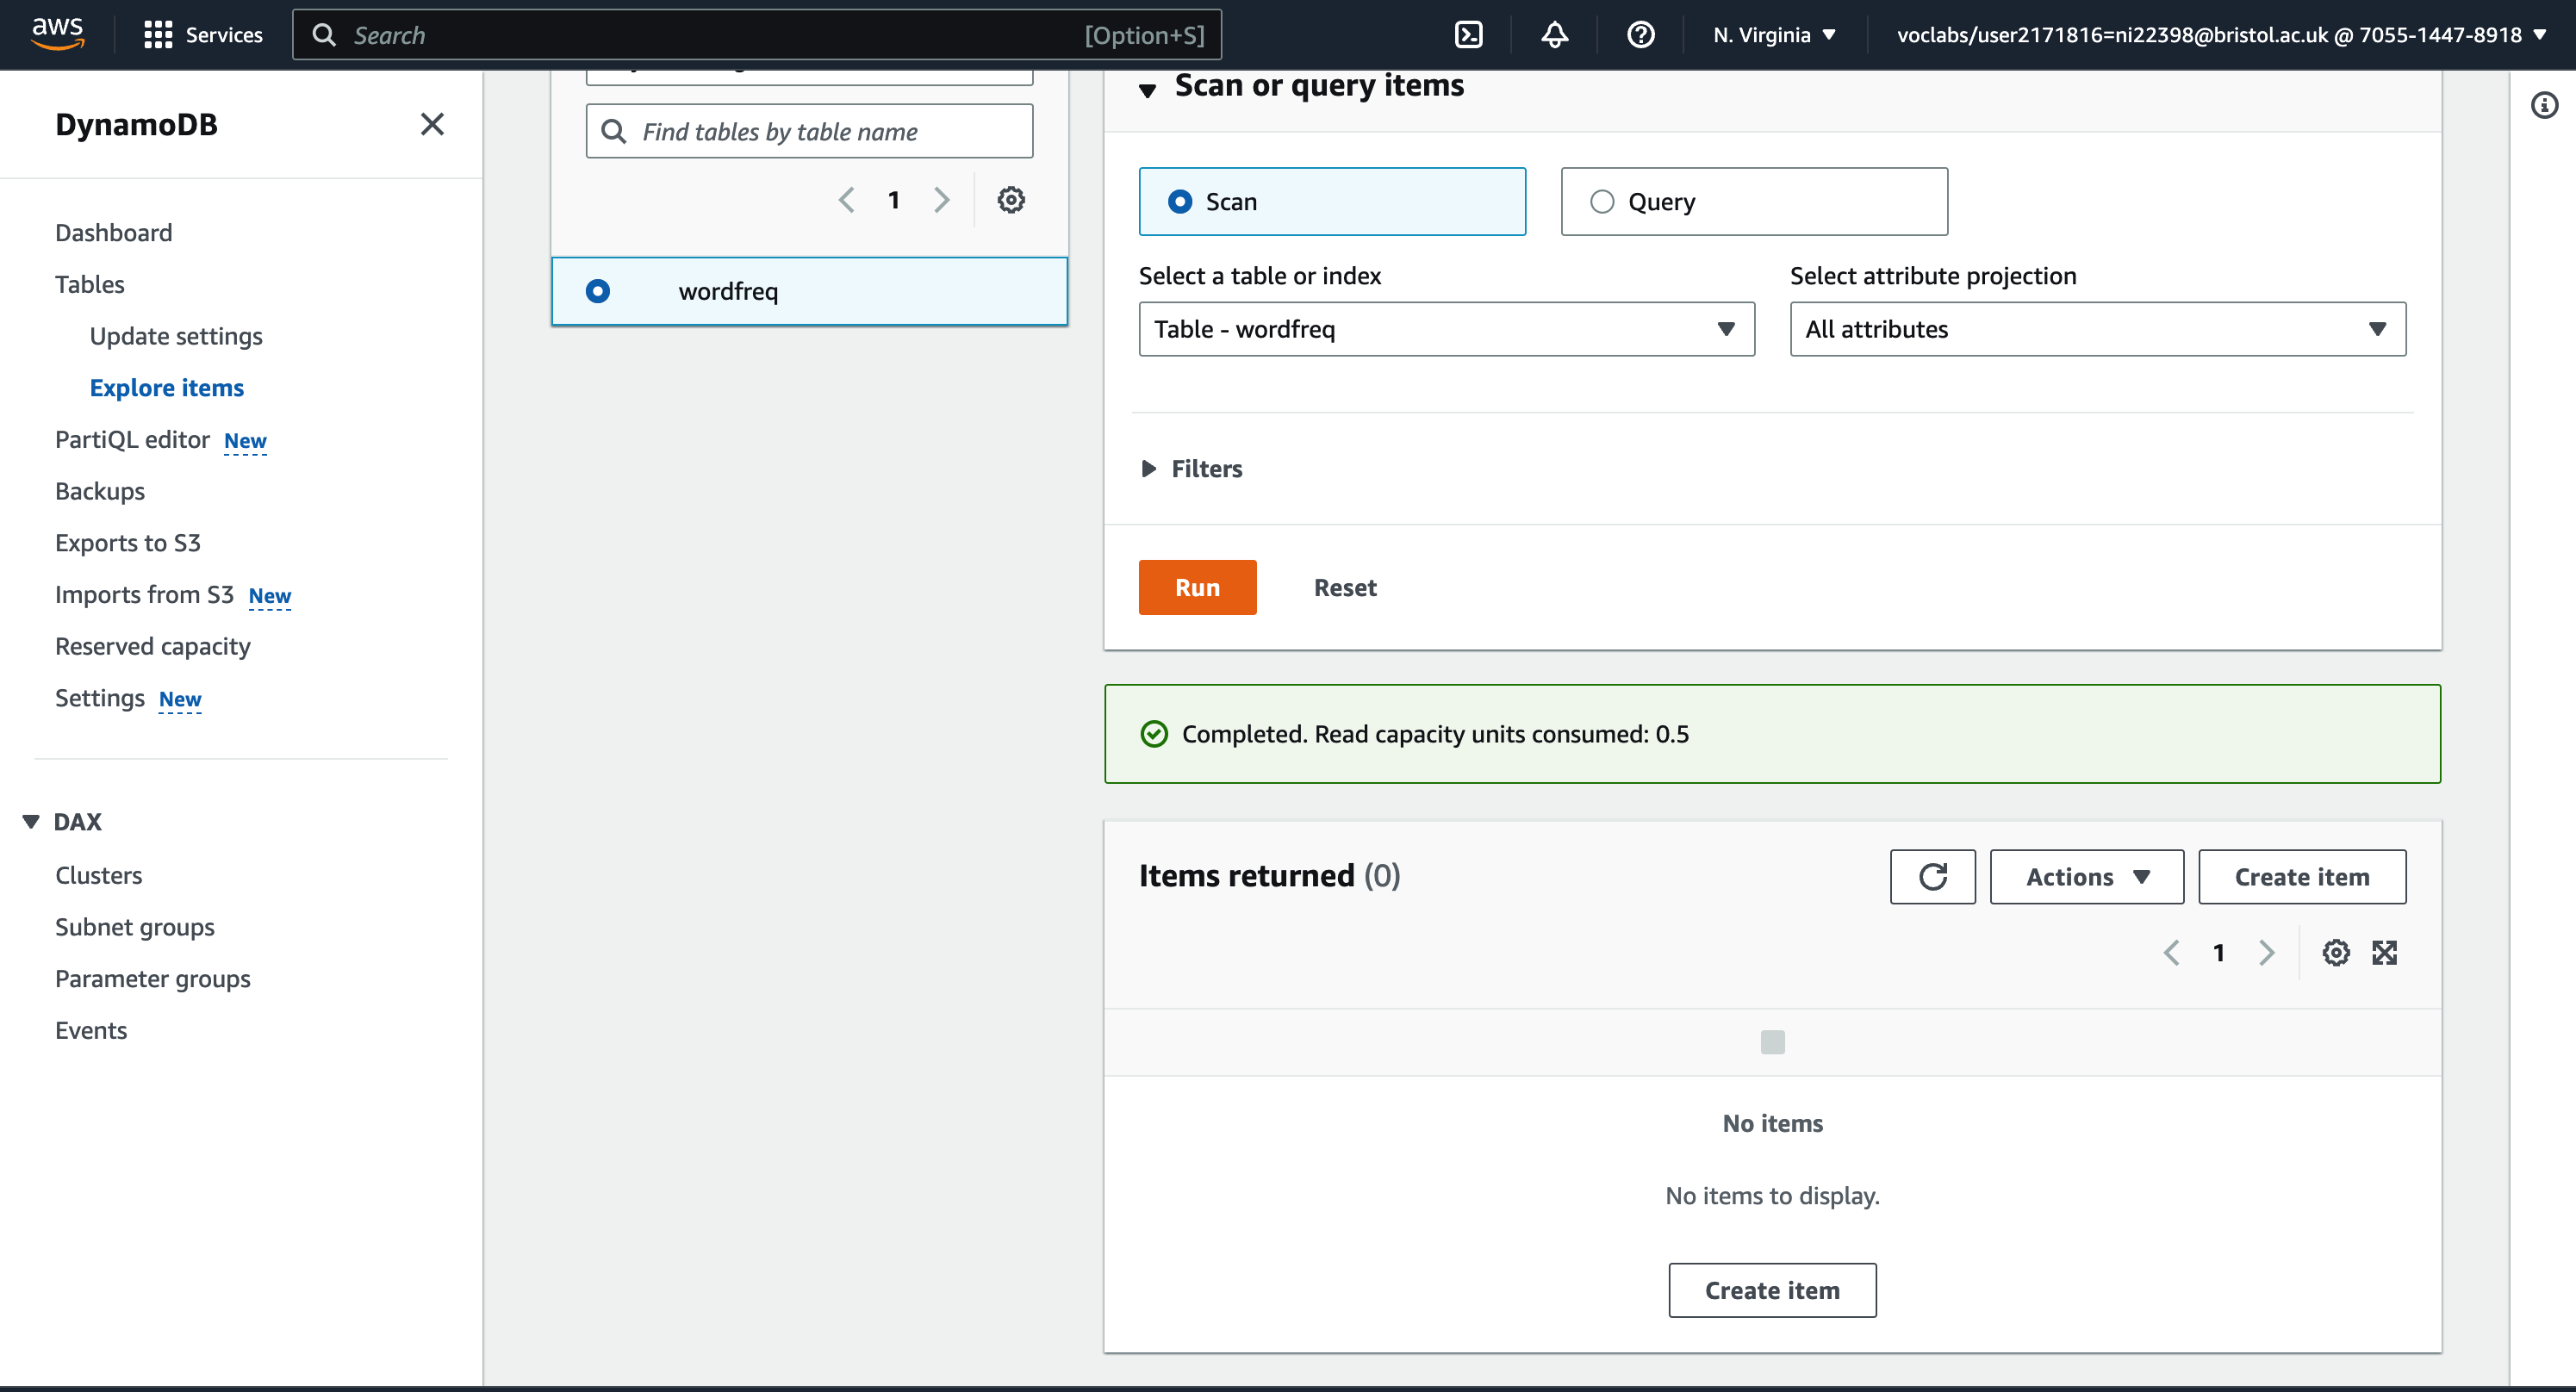 aws
Services
Search
[Option+S]
N. Virginia
voclabs/user2171816=ni22398@bristol.ac.uk @ 7055-1447-8918
DynamoDB
Dashboard
Tables
Update settings
Explore items
PartiQL editor New
Backups
Exports to S3
Imports from S3 New
Reserved capacity
Settings New
DAX
Clusters
Subnet groups
Parameter groups
Events
Find tables by table name
1
wordfreq
Scan or query items
Scan
Query
Select a table or index
Select attribute projection
Table - wordfreq
All attributes
Filters
Run
Reset
Completed. Read capacity units consumed: 0.5
Items returned (0)
Actions
Create item
1
No items
No items to display.
Create item